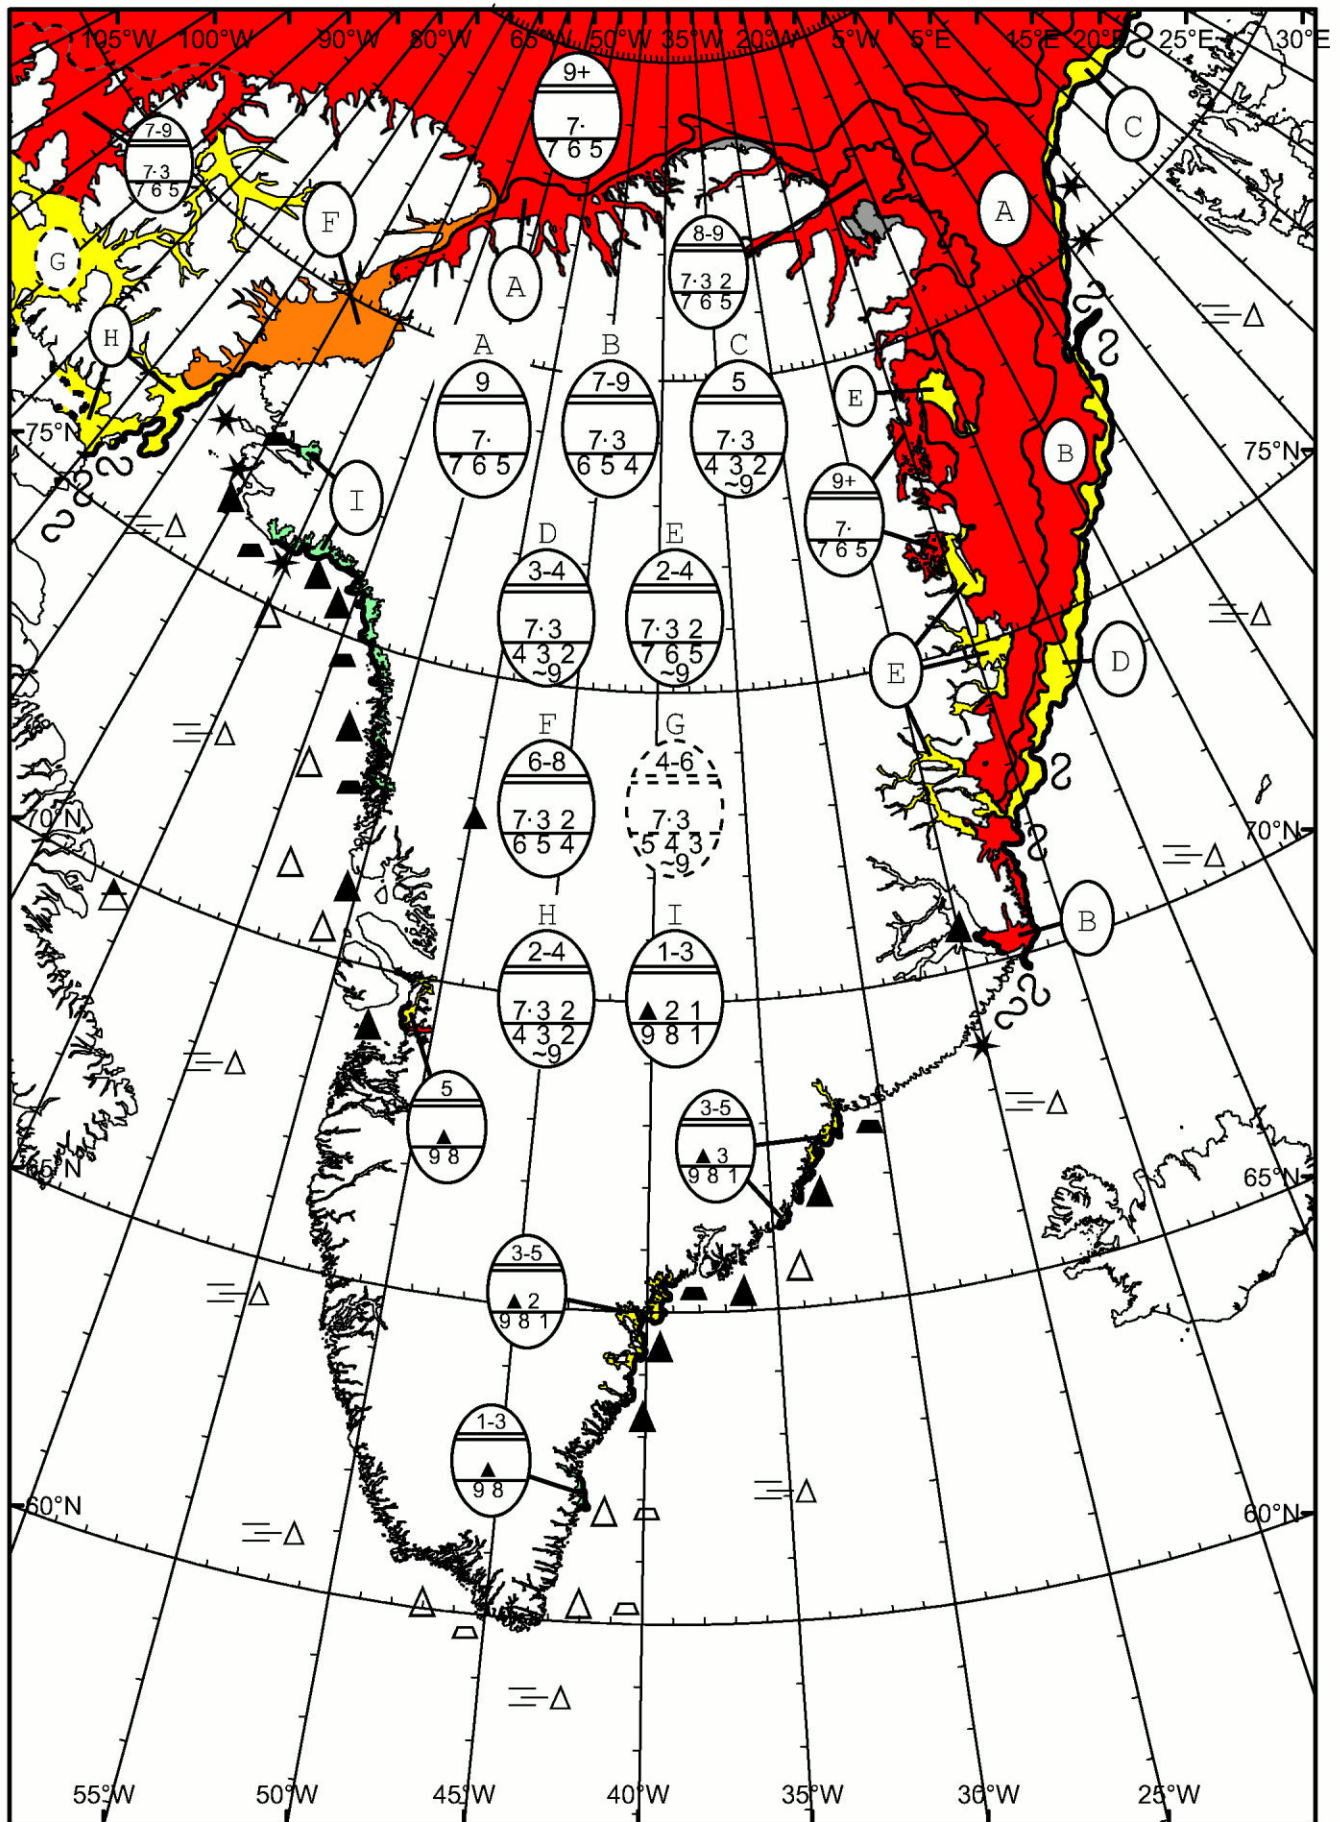 105°W 100°W 90°W 80°W 65°W 50°W 35°W 20°W 5°W 5°E 15°E 20°E 25°E 30°E
9+
7·
7 6 5
C
7-9
7·3
7 6 5
A
F
8-9
7·3 2
7 6 5
G
A
H
A B C
9 7-9 5
7· 7·3 7·3
7 6 5 6 5 4 4 3 2
~9
E
75°N
B
75°N
I
9+
7·
7 6 5
D E
3-4 2-4
7·3 7·3 2
4 3 2 7 6 5
~9 ~9
E
D
F G
6-8 4-6
7·3 2 7·3
6 5 4 5 4 3
~9
70°N
70°N
B
H I
2-4 1-3
7·3 2 2 1
4 3 2 9 8 1
~9
5
9 8
3-5
3
9 8 1
65°N
65°N
3-5
2
9 8 1
1-3
9 8
60°N
60°N
55°W 50°W 45°W 40°W 35°W 30°W 25°W